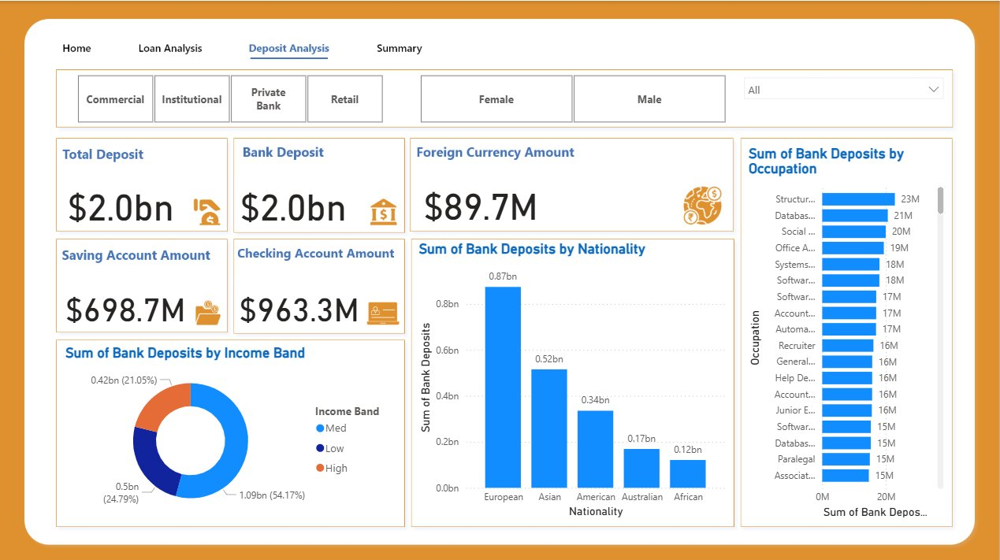 Home
Loan Analysis
Deposit Analysis
Summary
Commercial
Institutional
Private
Bank
Retail
Female
Male
All
Total Deposit
$2.0bn
Bank Deposit
$2.0bn
Foreign Currency Amount
$89.7M
Saving Account Amount
$698.7M
Checking Account Amount
$963.3M
Sum of Bank Deposits by Income Band
0.42bn (21.05%)
0.5bn
(24.79%)
1.09bn (54.17%)
Income Band
Med
Low
High
Sum of Bank Deposits by Nationality
Sum of Bank Deposits
0.8bn
0.6bn
0.4bn
0.2bn
0.0bn
0.87bn
0.52bn
0.34bn
0.17bn
0.12bn
European
Asian
American
Australian
African
Nationality
Sum of Bank Deposits by
Occupation
Occupation
Structur... 23M
Databas... 21M
Social ... 20M
Office A... 19M
Systems... 18M
Softwar... 18M
Softwar... 17M
Account... 17M
Automa... 17M
Recruiter 16M
General... 16M
Help De... 16M
Account... 16M
Junior E... 16M
Softwar... 15M
Databas... 15M
Paralegal 15M
Associat... 15M
0M 20M
Sum of Bank Depos...